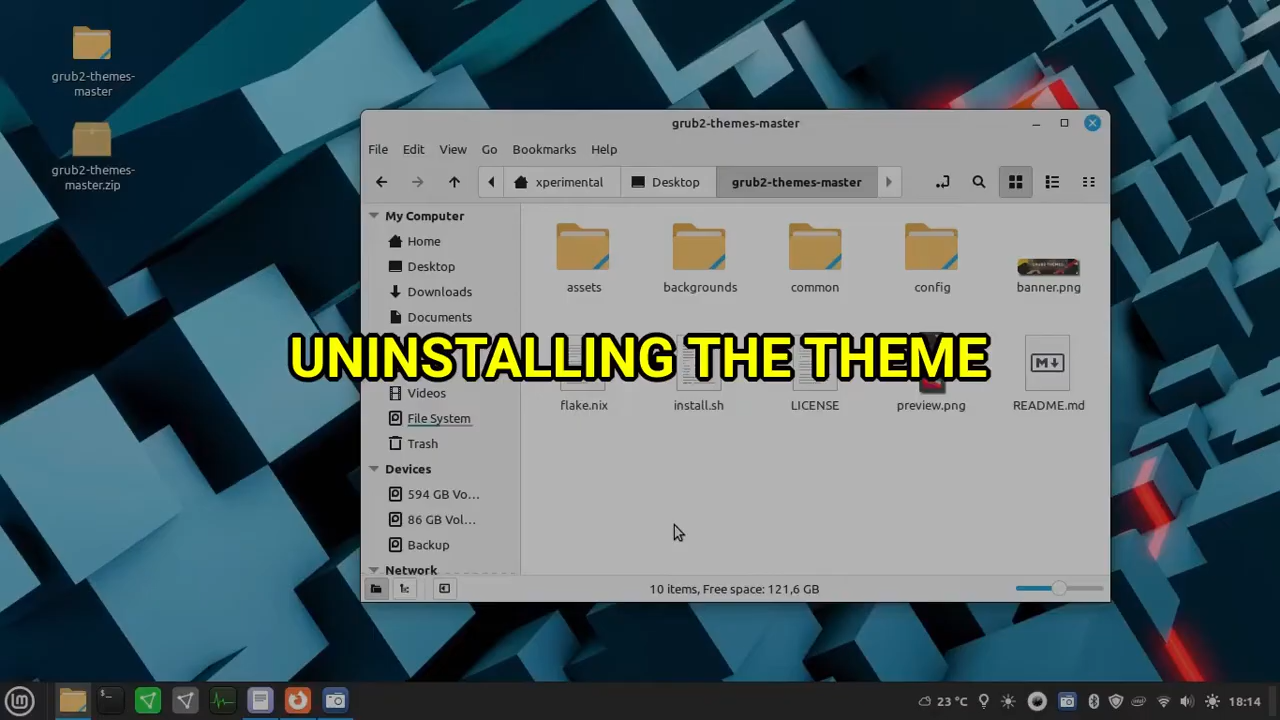 grub2-themes-
master
grub2-themes-
master.zip
grub2-themes-master
File Edit View Go Bookmarks Help
xperimental Desktop grub2-themes-master
My Computer
Home
Desktop
Downloads
Documents
Videos
File System
Trash
Devices
594 GB Vo...
86 GB Vol...
Backup
Network
assets backgrounds common config banner.png
UNINSTALLING THE THEME
flake.nix install.sh LICENSE preview.png README.md
10 items, Free space: 121,6 GB
23 °C 18:14